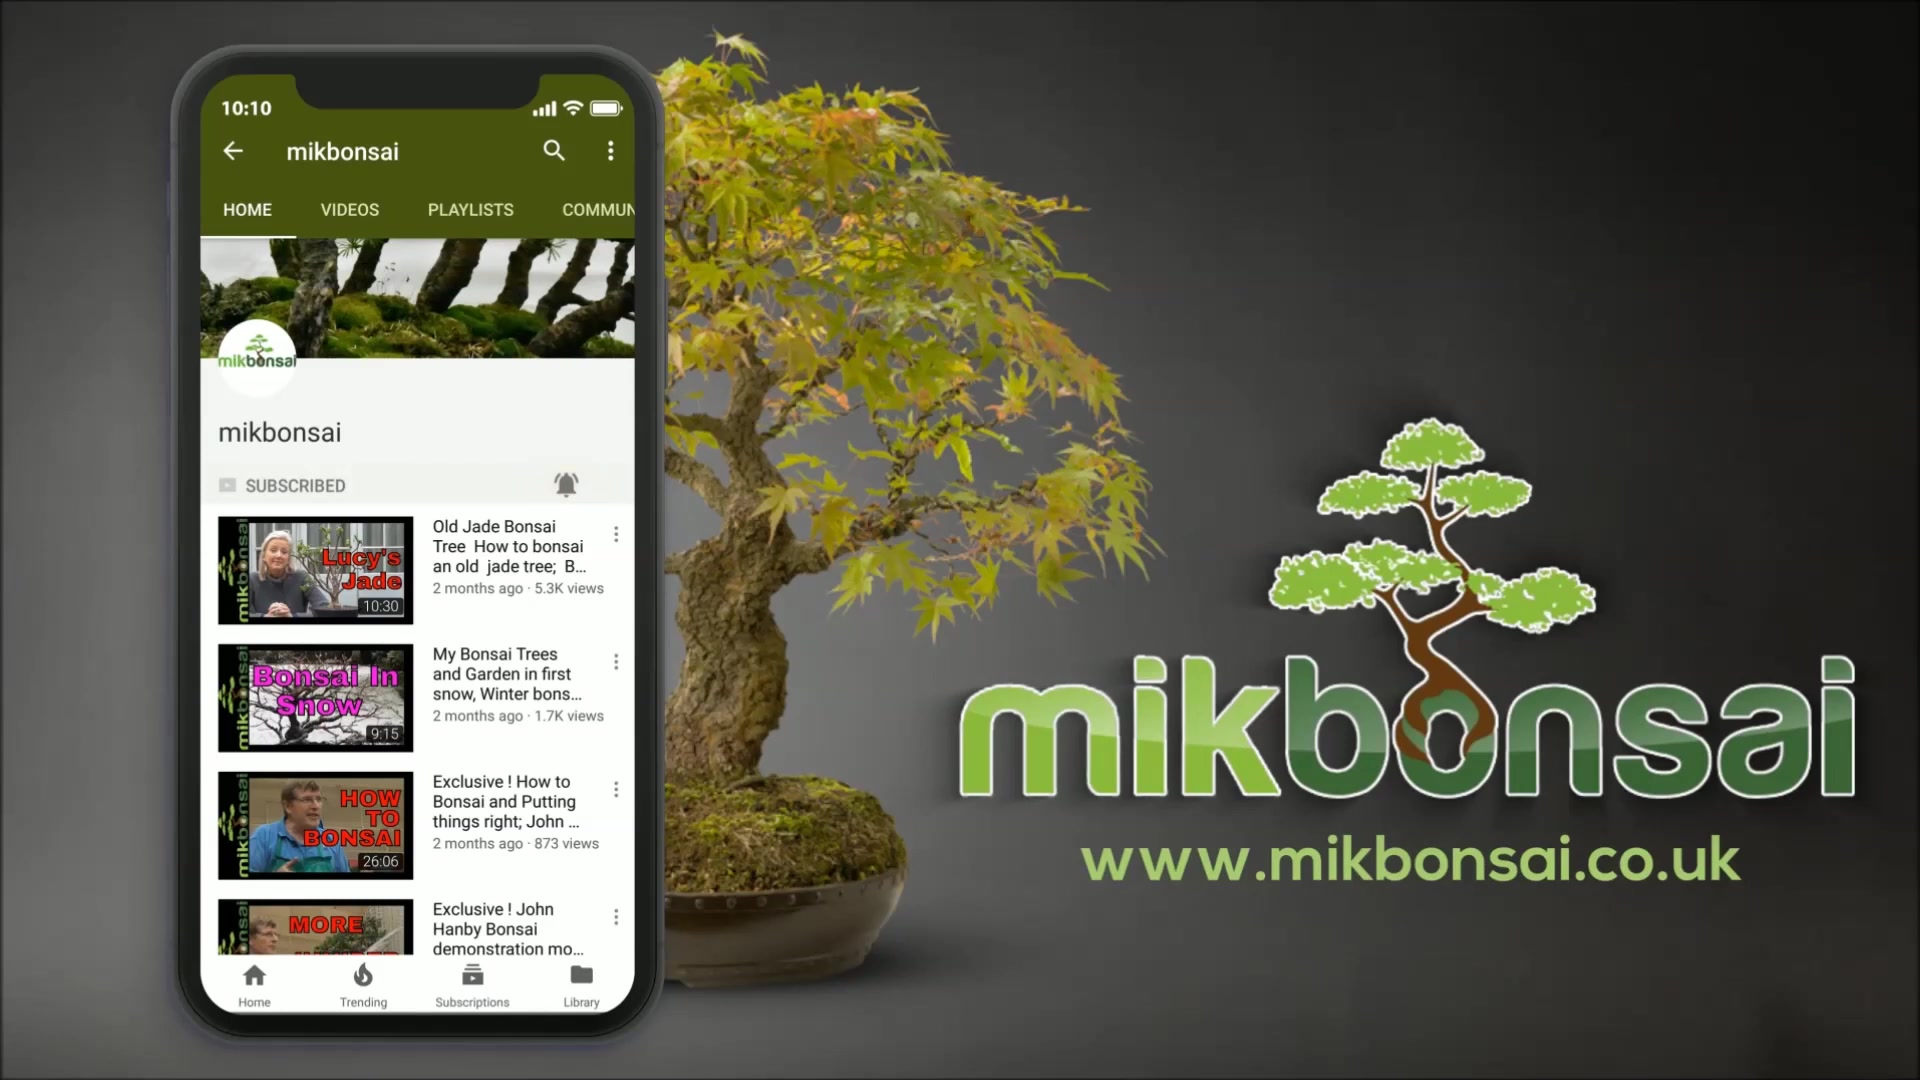 10:10
mikbonsai
HOME VIDEOS PLAYLISTS COMMUN
mikbonsai
mikbonsai
SUBSCRIBED
mikbonsai
Lucy's
Jade
10:30
Old Jade Bonsai
Tree How to bonsai
an old jade tree; B...
2 months ago · 5.3K views
mikbonsai
Bonsai In
Snow
9:15
My Bonsai Trees
and Garden in first
snow, Winter bons...
2 months ago · 1.7K views
mikbonsai
HOW
TO
BONSAI
26:06
Exclusive ! How to
Bonsai and Putting
things right; John ...
2 months ago · 873 views
MORE
Exclusive ! John
Hanby Bonsai
demonstration mo...
Home Trending Subscriptions Library
mikbonsai
www.mikbonsai.co.uk